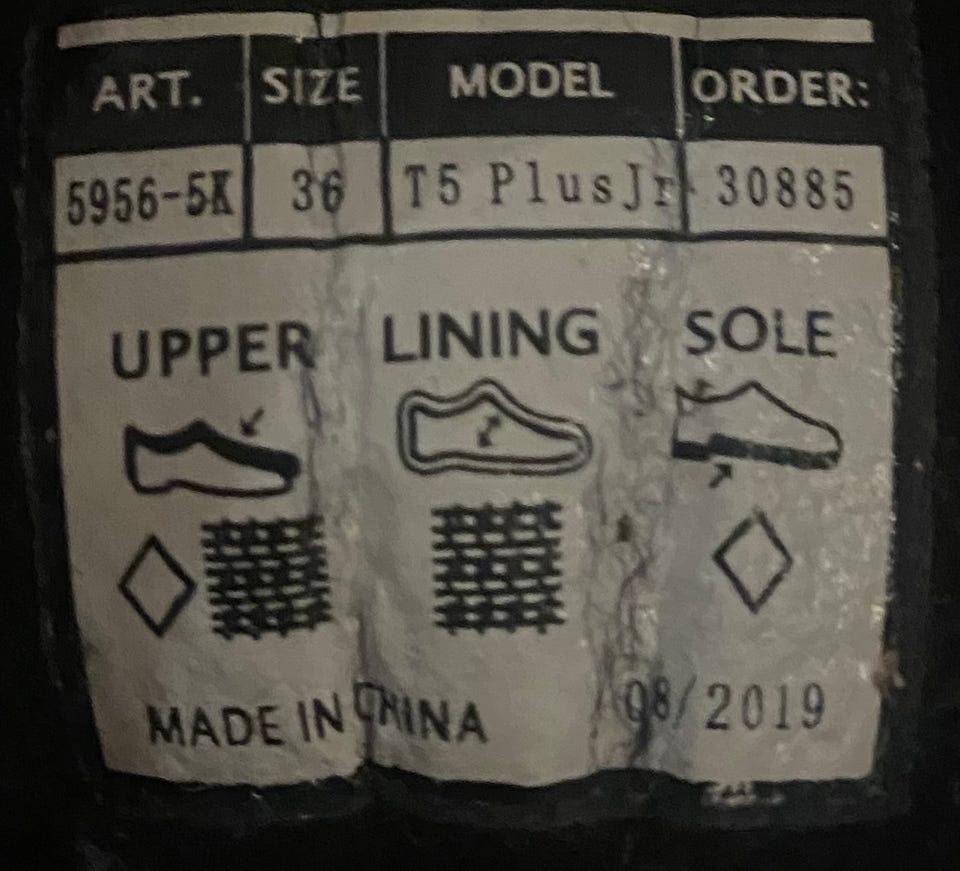 ART. SIZE MODEL ORDER:
5956-5K 36 T5 PlusJr 30885
UPPER LINING SOLE
MADE IN CHINA 08/2019